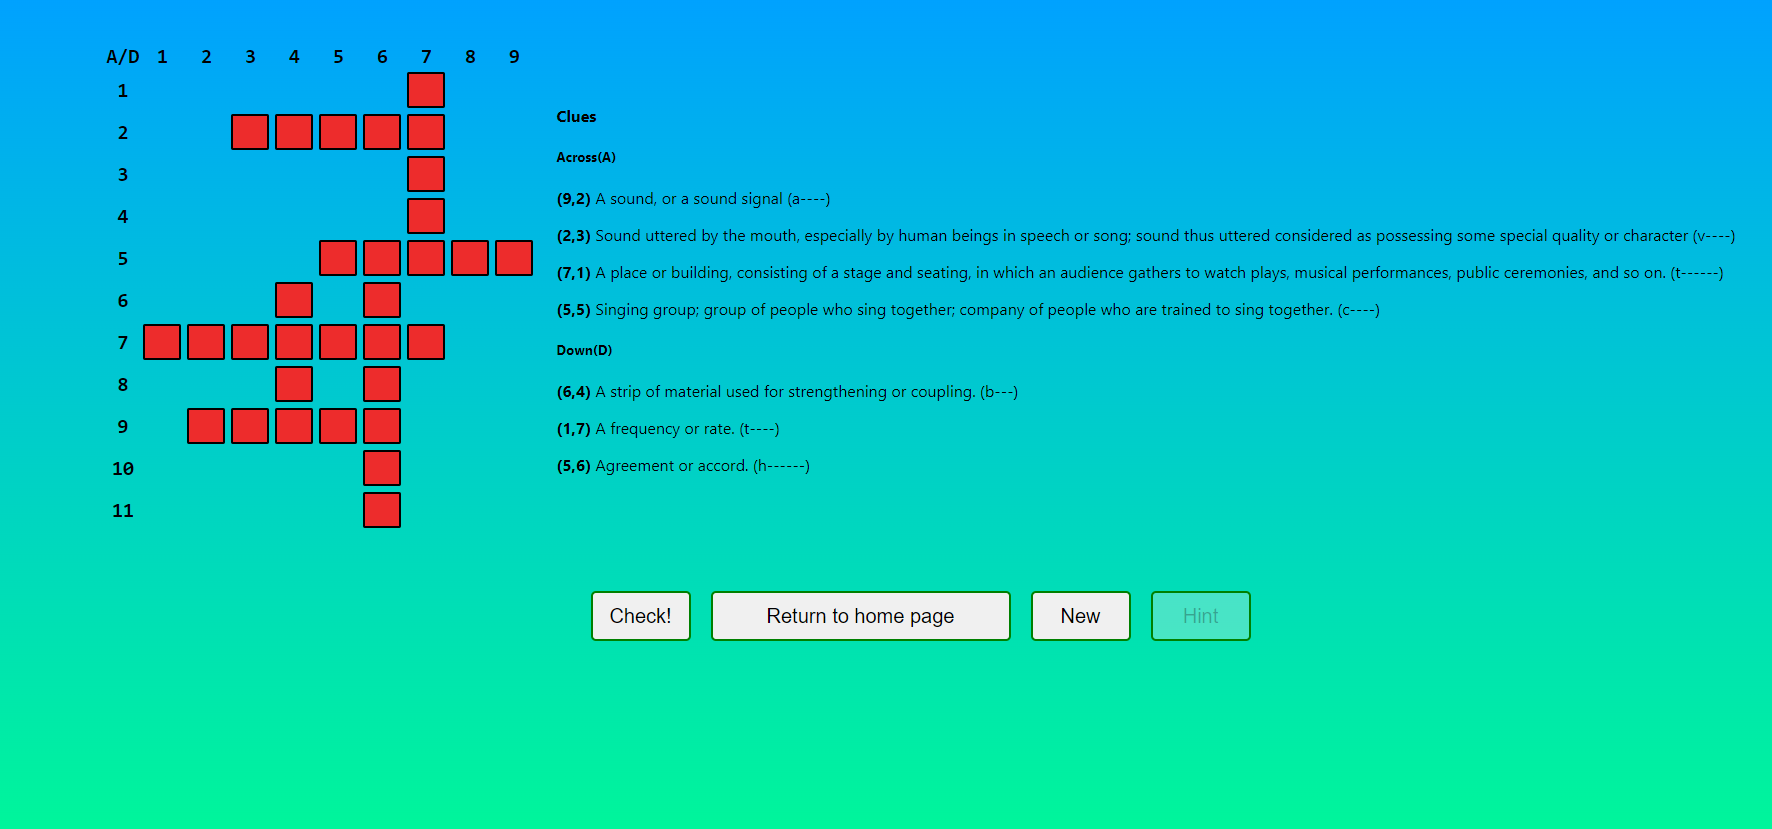 A/D 1 2 3 4 5 6 7 8 9
1
2
3
4
5
6
7
8
9
10
11
Clues
Across(A)
(9,2) A sound, or a sound signal (a----)
(2,3) Sound uttered by the mouth, especially by human beings in speech or song; sound thus uttered considered as possessing some special quality or character (v----)
(7,1) A place or building, consisting of a stage and seating, in which an audience gathers to watch plays, musical performances, public ceremonies, and so on. (t------)
(5,5) Singing group; group of people who sing together; company of people who are trained to sing together. (c----)
Down(D)
(6,4) A strip of material used for strengthening or coupling. (b---)
(1,7) A frequency or rate. (t----)
(5,6) Agreement or accord. (h------)
Check! Return to home page New Hint